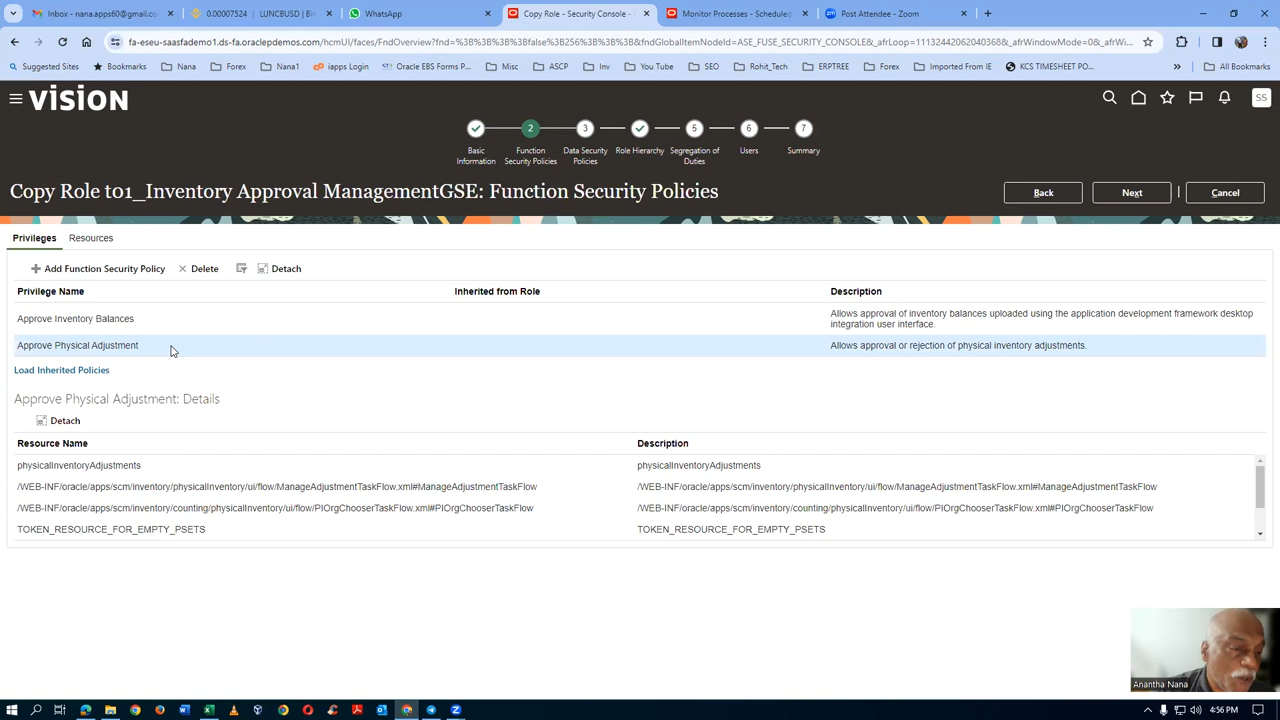 Inbox - nana.apps60@gmail.co
0.00007524 | LUNCBUSD | Bi
WhatsApp
Copy Role - Security Console -
Monitor Processes - Scheduled
Post Attendee - Zoom
fa-eseu-saasfademo1.ds-fa.oraclepdemos.com/hcmUI/faces/FndOverview?fnd=%3B%3B%3B%3Bfalse%3B256%3B%3B%3B&fndGlobalItemNodeId=ASE_FUSE_SECURITY_CONSOLE&_afrLoop=11132442062040368&_afrWindowMode=0&_afrWi...
Suggested Sites
Bookmarks
Nana
Forex
Nana1
iapps Login
Oracle EBS Forms P...
Misc
ASCP
Inv
You Tube
SEO
Rohit_Tech
ERPTREE
Forex
Imported From IE
KCS TIMESHEET PO...
»
All Bookmarks
VISION
SS
2 3 5 6 7
Basic Information
Function Security Policies
Data Security Policies
Role Hierarchy
Segregation of Duties
Users
Summary
Copy Role t01_Inventory Approval ManagementGSE: Function Security Policies
Back
Next
Cancel
Privileges
Resources
Add Function Security Policy
Delete
Detach
Privilege Name
Inherited from Role
Description
Approve Inventory Balances
Allows approval of inventory balances uploaded using the application development framework desktop
integration user interface.
Approve Physical Adjustment
Allows approval or rejection of physical inventory adjustments.
Load Inherited Policies
Approve Physical Adjustment: Details
Detach
Resource Name
Description
physicalInventoryAdjustments
physicalInventoryAdjustments
/WEB-INF/oracle/apps/scm/inventory/physicalInventory/ui/flow/ManageAdjustmentTaskFlow.xml#ManageAdjustmentTaskFlow
/WEB-INF/oracle/apps/scm/inventory/physicalInventory/ui/flow/ManageAdjustmentTaskFlow.xml#ManageAdjustmentTaskFlow
/WEB-INF/oracle/apps/scm/inventory/counting/physicalInventory/ui/flow/PIOrgChooserTaskFlow.xml#PIOrgChooserTaskFlow
/WEB-INF/oracle/apps/scm/inventory/counting/physicalInventory/ui/flow/PIOrgChooserTaskFlow.xml#PIOrgChooserTaskFlow
TOKEN_RESOURCE_FOR_EMPTY_PSETS
TOKEN_RESOURCE_FOR_EMPTY_PSETS
Anantha Nana
4:56 PM